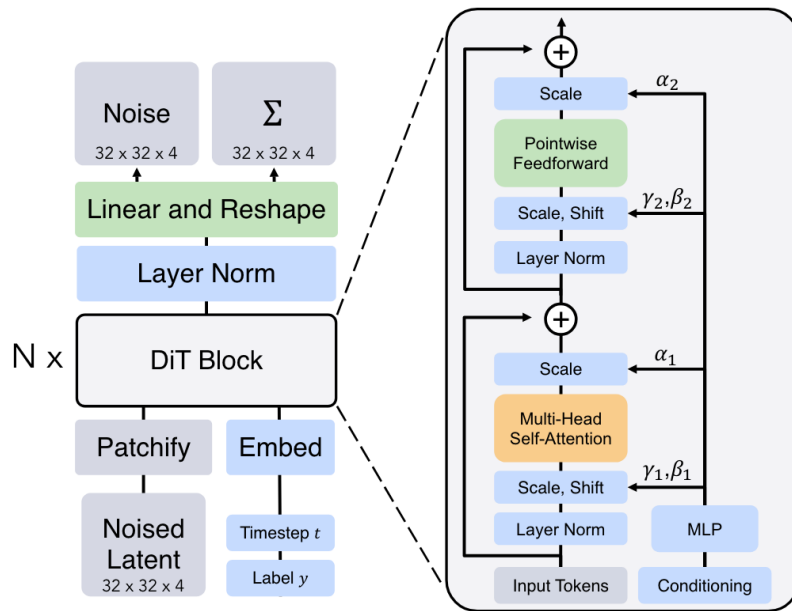 Noise
32 x 32 x 4
Σ
32 x 32 x 4
Linear and Reshape
Layer Norm
N x
DiT Block
Patchify
Embed
Noised
Latent
32 x 32 x 4
Timestep t
Label y
+
Scale
α₂
Pointwise
Feedforward
Scale, Shift
γ₂,β₂
Layer Norm
+
Scale
α₁
Multi-Head
Self-Attention
Scale, Shift
γ₁,β₁
Layer Norm
MLP
Input Tokens
Conditioning